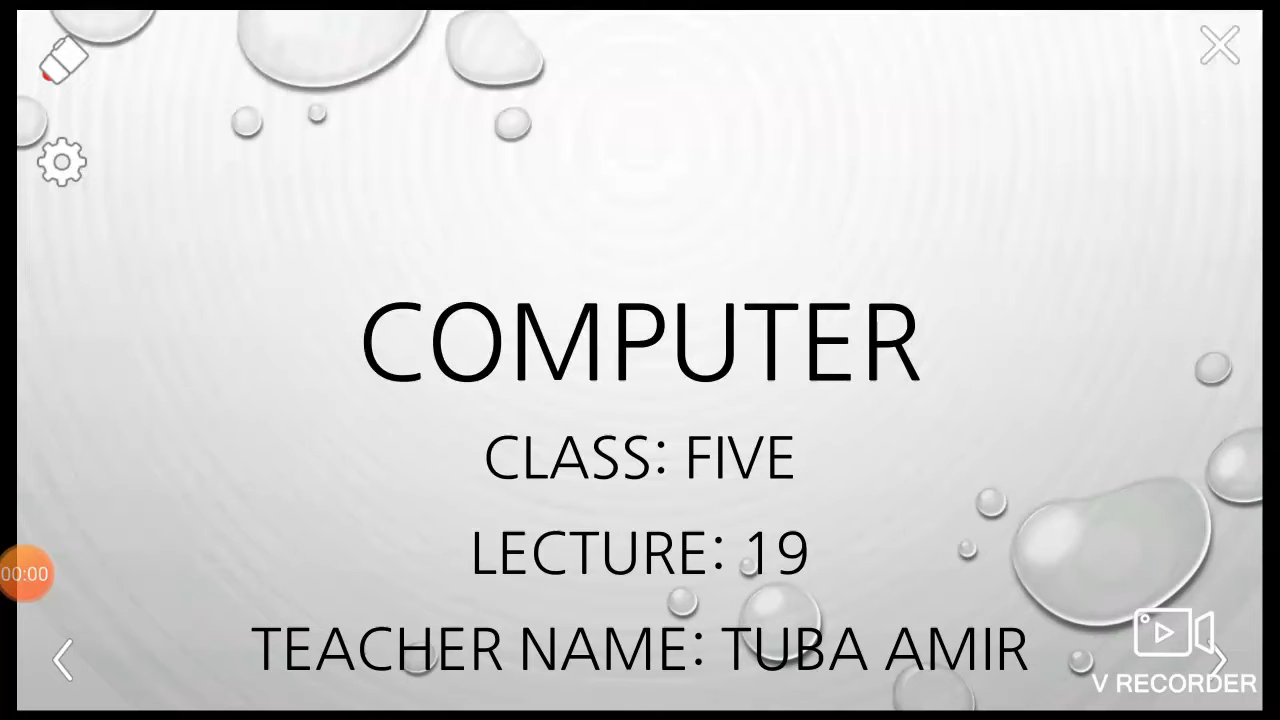 COMPUTER
CLASS: FIVE
LECTURE: 19
00:00
TEACHER NAME: TUBA AMIR
V RECORDER